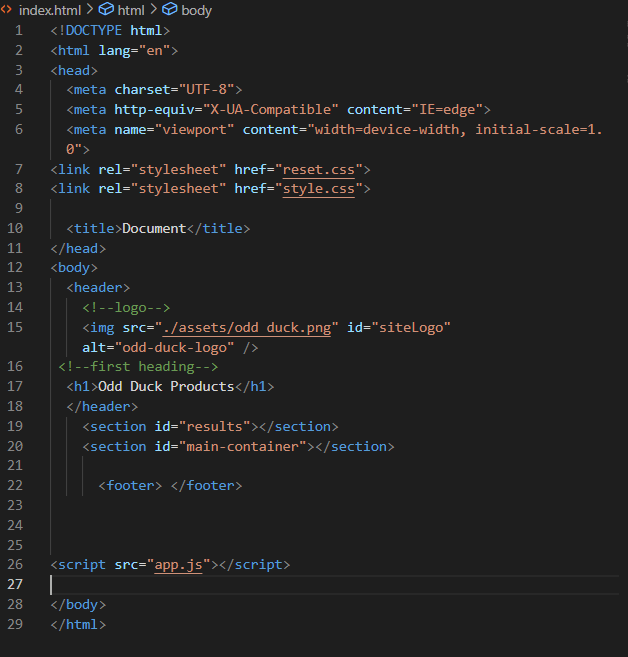 index.html > html > body
1 <!DOCTYPE html>
2 <html lang="en">
3 <head>
4 <meta charset="UTF-8">
5 <meta http-equiv="X-UA-Compatible" content="IE=edge">
6 <meta name="viewport" content="width=device-width, initial-scale=1.
0">
7 <link rel="stylesheet" href="reset.css">
8 <link rel="stylesheet" href="style.css">
9
10 <title>Document</title>
11 </head>
12 <body>
13 <header>
14 <!--logo-->
15 <img src="./assets/odd duck.png" id="siteLogo"
alt="odd-duck-logo" />
16 <!--first heading-->
17 <h1>Odd Duck Products</h1>
18 </header>
19 <section id="results"></section>
20 <section id="main-container"></section>
21
22 <footer> </footer>
23
24
25
26 <script src="app.js"></script>
27
28 </body>
29 </html>